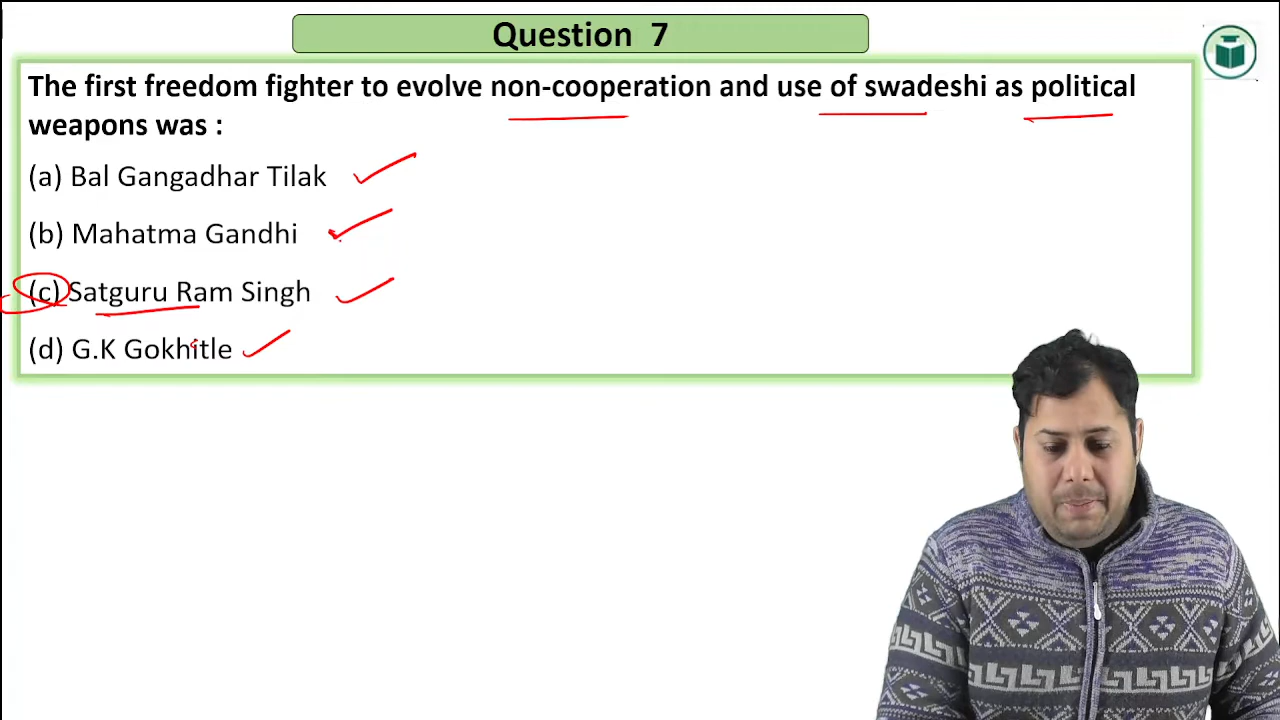 Question 7
The first freedom fighter to evolve non-cooperation and use of swadeshi as political
weapons was :
(a) Bal Gangadhar Tilak
(b) Mahatma Gandhi
(c) Satguru Ram Singh
(d) G.K Gokhitle